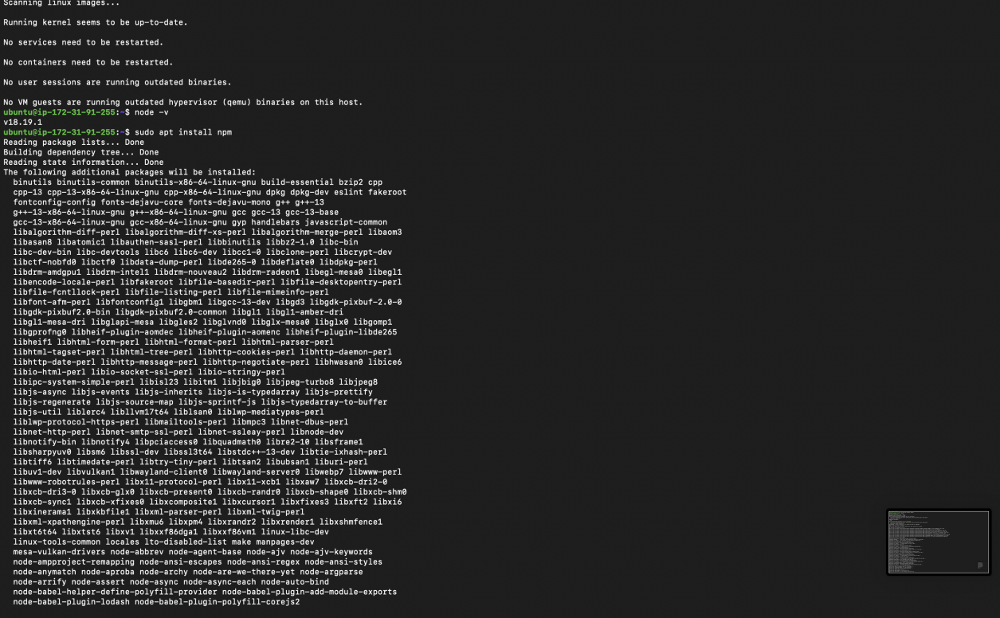 Scanning linux images...
Running kernel seems to be up-to-date.
No services need to be restarted.
No containers need to be restarted.
No user sessions are running outdated binaries.
No VM guests are running outdated hypervisor (qemu) binaries on this host.
ubuntu@ip-172-31-91-255:~$ node -v
v18.19.1
ubuntu@ip-172-31-91-255:~$ sudo apt install npm
Reading package lists... Done
Building dependency tree... Done
Reading state information... Done
The following additional packages will be installed:
binutils binutils-common binutils-x86-64-linux-gnu build-essential bzip2 cpp
cpp-13 cpp-13-x86-64-linux-gnu cpp-x86-64-linux-gnu dpkg dpkg-dev eslint fakeroot
fontconfig-config fonts-dejavu-core fonts-dejavu-mono g++ g++-13
g++-13-x86-64-linux-gnu g++-x86-64-linux-gnu gcc gcc-13 gcc-13-base
gcc-13-x86-64-linux-gnu gcc-x86-64-linux-gnu gyp handlebars javascript-common
libalgorithm-diff-perl libalgorithm-diff-xs-perl libalgorithm-merge-perl libaom3
libasan8 libatomic1 libauthen-sasl-perl libbinutils libbz2-1.0 libc-bin
libc-dev-bin libc-devtools libc6 libc6-dev libcc1-0 libclone-perl libcrypt-dev
libctf-nobfd0 libctf0 libdata-dump-perl libde265-0 libdeflate0 libdpkg-perl
libdrm-amdgpu1 libdrm-intel1 libdrm-nouveau2 libdrm-radeon1 libegl-mesa0 libegl1
libencode-locale-perl libfakeroot libfile-basedir-perl libfile-desktopentry-perl
libfile-fcntllock-perl libfile-listing-perl libfile-mimeinfo-perl
libfont-afm-perl libfontconfig1 libgbm1 libgcc-13-dev libgd3 libgdk-pixbuf-2.0-0
libgdk-pixbuf2.0-bin libgdk-pixbuf2.0-common libgl1 libgl1-amber-dri
libgl1-mesa-dri libglapi-mesa libgles2 libglvnd0 libglx-mesa0 libglx0 libgomp1
libgprofng0 libheif-plugin-aomdec libheif-plugin-aomenc libheif-plugin-libde265
libheif1 libhtml-form-perl libhtml-format-perl libhtml-parser-perl
libhtml-tagset-perl libhtml-tree-perl libhttp-cookies-perl libhttp-daemon-perl
libhttp-date-perl libhttp-message-perl libhttp-negotiate-perl libhwasan0 libice6
libio-html-perl libio-socket-ssl-perl libio-stringy-perl
libipc-system-simple-perl libisl23 libitm1 libjbig0 libjpeg-turbo8 libjpeg8
libjs-async libjs-events libjs-inherits libjs-is-typedarray libjs-prettify
libjs-regenerate libjs-source-map libjs-sprintf-js libjs-typedarray-to-buffer
libjs-util liblerc4 libllvm17t64 liblsan0 liblwp-mediatypes-perl
liblwp-protocol-https-perl libmailtools-perl libmpc3 libnet-dbus-perl
libnet-http-perl libnet-smtp-ssl-perl libnet-ssleay-perl libnode-dev
libnotify-bin libnotify4 libpciaccess0 libquadmath0 libre2-10 libsframe1
libsharpyuv0 libsm6 libssl-dev libssl3t64 libstdc++-13-dev libtie-ixhash-perl
libtiff6 libtimedate-perl libtry-tiny-perl libtsan2 libubsan1 liburi-perl
libuv1-dev libvulkan1 libwayland-client0 libwayland-server0 libwebp7 libwww-perl
libwww-robotrules-perl libx11-protocol-perl libx11-xcb1 libxaw7 libxcb-dri2-0
libxcb-dri3-0 libxcb-glx0 libxcb-present0 libxcb-randr0 libxcb-shape0 libxcb-shm0
libxcb-sync1 libxcb-xfixes0 libxcomposite1 libxcursor1 libxfixes3 libxft2 libxi6
libxinerama1 libxkbfile1 libxml-parser-perl libxml-twig-perl
libxml-xpathengine-perl libxmu6 libxpm4 libxrandr2 libxrender1 libxshmfence1
libxt6t64 libxtst6 libxv1 libxxf86dga1 libxxf86vm1 linux-libc-dev
linux-tools-common locales lto-disabled-list make manpages-dev
mesa-vulkan-drivers node-abbrev node-agent-base node-ajv node-ajv-keywords
node-ampproject-remapping node-ansi-escapes node-ansi-regex node-ansi-styles
node-anymatch node-aproba node-archy node-are-we-there-yet node-argparse
node-arrify node-assert node-async node-async-each node-auto-bind
node-babel-helper-define-polyfill-provider node-babel-plugin-add-module-exports
node-babel-plugin-lodash node-babel-plugin-polyfill-corejs2